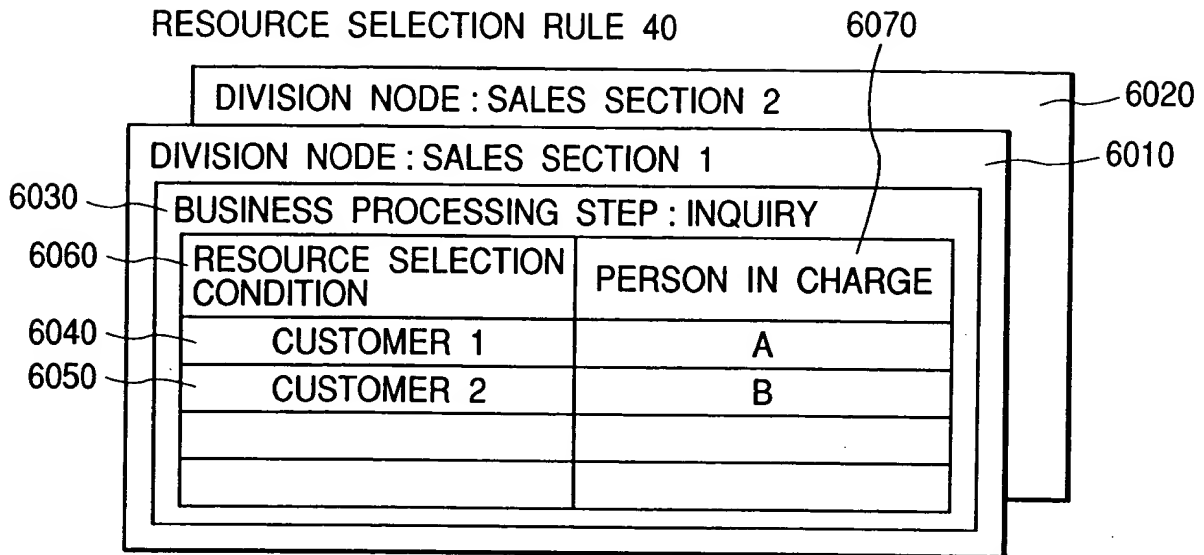 RESOURCE SELECTION RULE 40
6070
DIVISION NODE : SALES SECTION 2
6020
DIVISION NODE : SALES SECTION 1
6010
6030
BUSINESS PROCESSING STEP : INQUIRY
6060
RESOURCE SELECTION
CONDITION
PERSON IN CHARGE
6040
CUSTOMER 1
A
6050
CUSTOMER 2
B